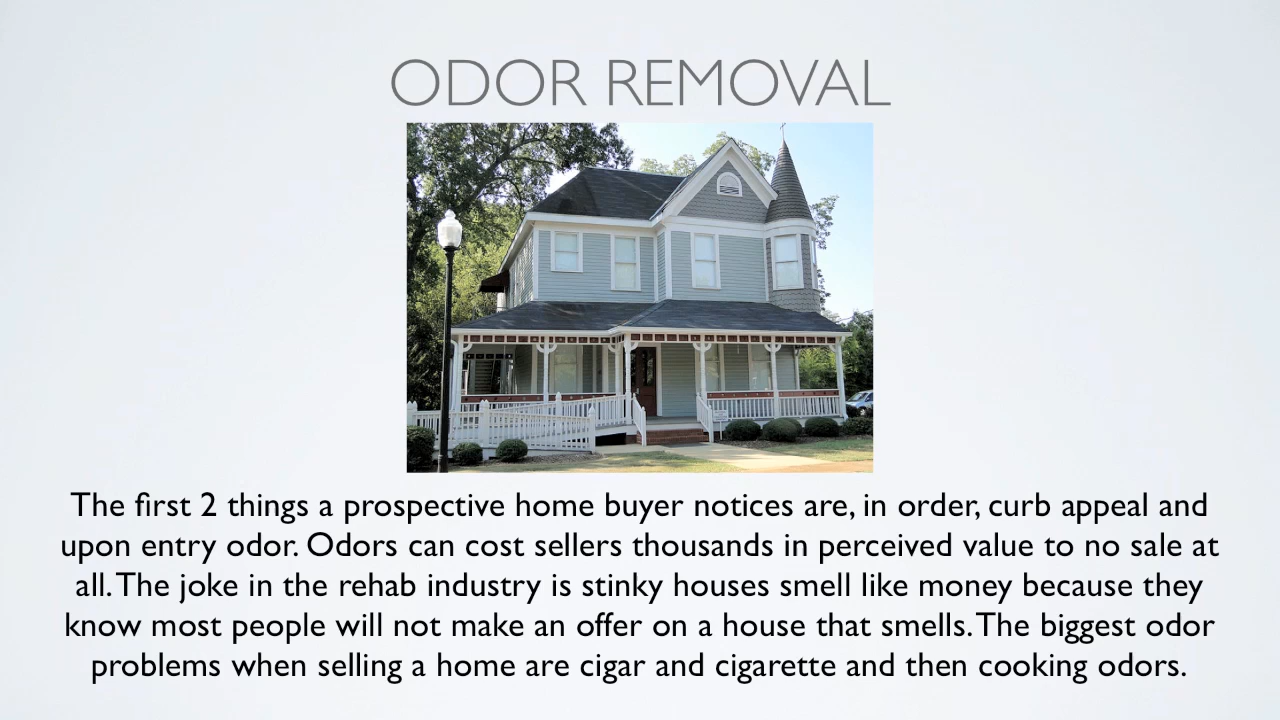 ODOR REMOVAL
The first 2 things a prospective home buyer notices are, in order, curb appeal and
upon entry odor. Odors can cost sellers thousands in perceived value to no sale at
all. The joke in the rehab industry is stinky houses smell like money because they
know most people will not make an offer on a house that smells. The biggest odor
problems when selling a home are cigar and cigarette and then cooking odors.